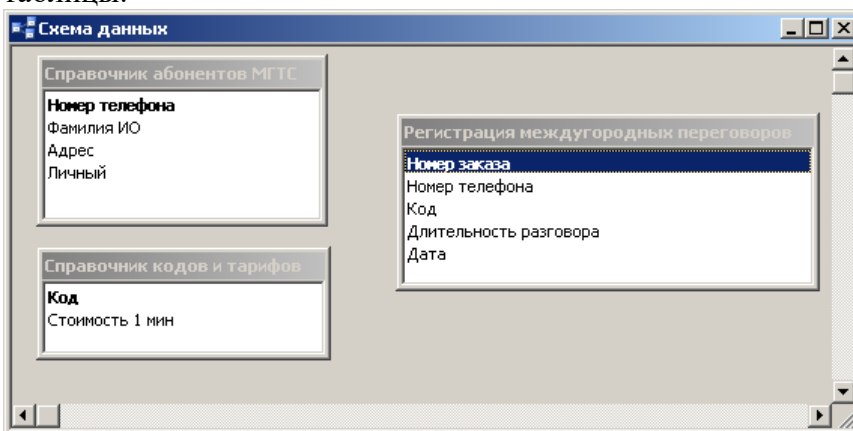 таблицы.
Схема данных
Справочник абонентов МГТС
Номер телефона
Фамилия ИО
Адрес
Личный
Регистрация междугородных переговоров
Номер заказа
Номер телефона
Код
Длительность разговора
Дата
Справочник кодов и тарифов
Код
Стоимость 1 мин